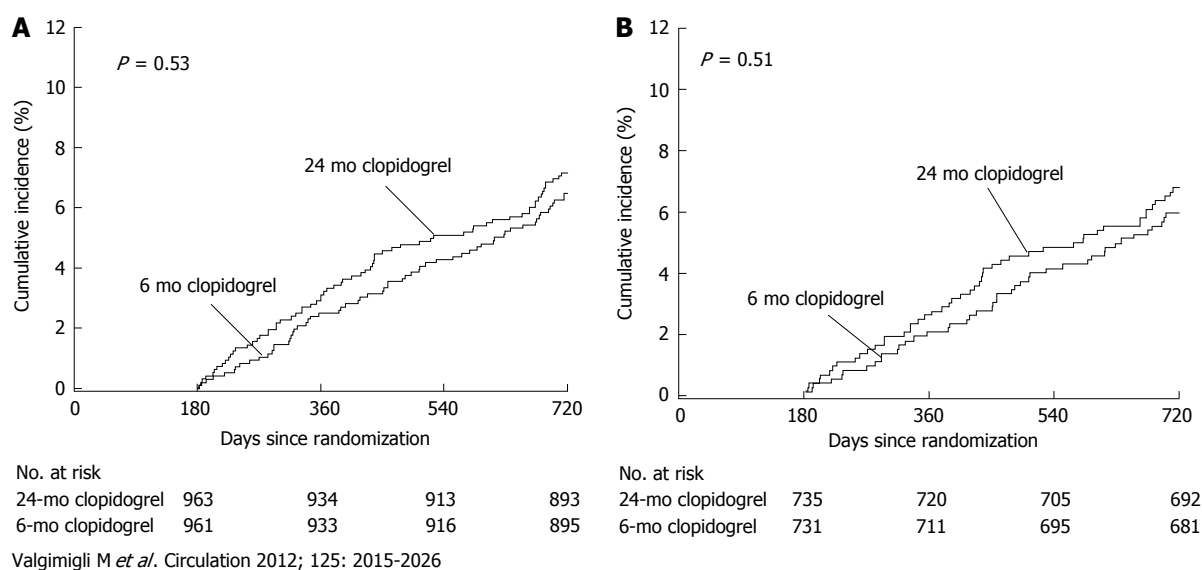 A
P = 0.53
12
10
8
6
4
2
0
Cumulative incidence (%)
24 mo clopidogrel
6 mo clopidogrel
0 180 360 540 720
Days since randomization
No. at risk
24-mo clopidogrel 963 934 913 893
6-mo clopidogrel 961 933 916 895
B
P = 0.51
12
10
8
6
4
2
0
Cumulative incidence (%)
24 mo clopidogrel
6 mo clopidogrel
0 180 360 540 720
Days since randomization
No. at risk
24-mo clopidogrel 735 720 705 692
6-mo clopidogrel 731 711 695 681
Valgimigli M et al. Circulation 2012; 125: 2015-2026